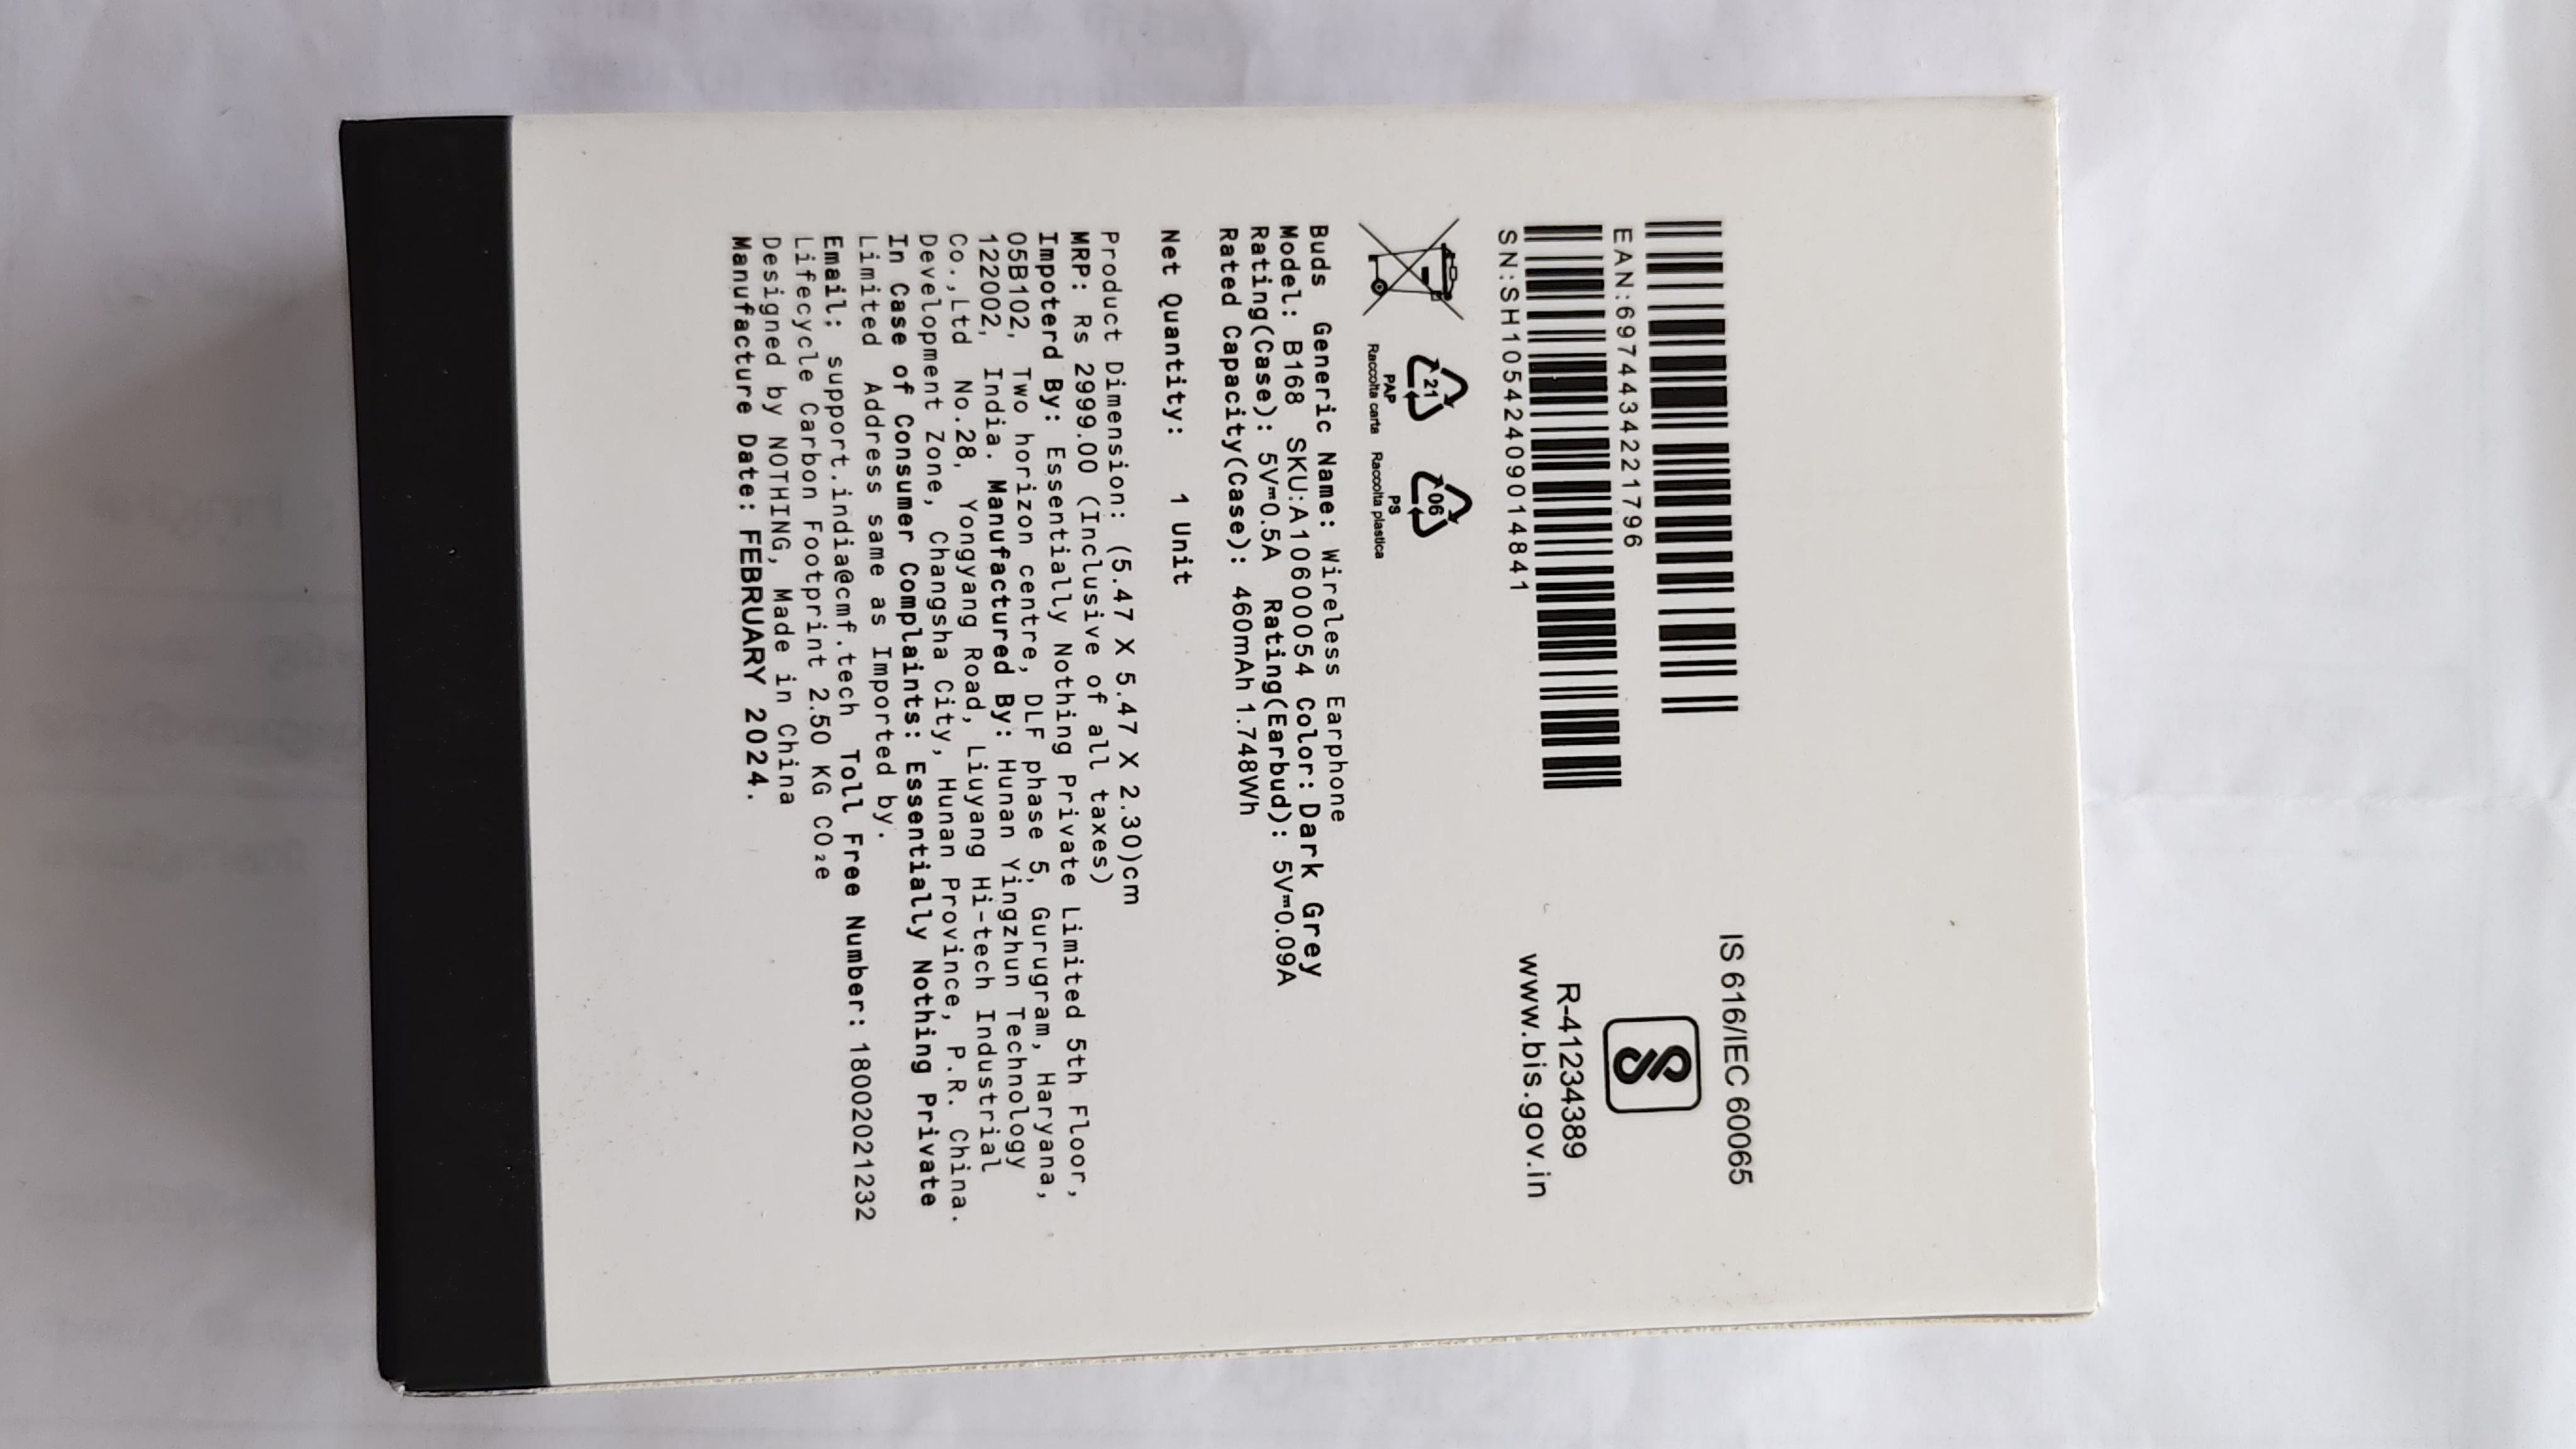 IS 616/IEC 60065
EAN:6974434221796
R-41234389
SN:SH10542409014841
www.bis.gov.in
21
PAP
Raccolta carta
06
PS
Raccolta plastica
Buds Generic Name: Wireless Earphone
Model: B168 SKU:A10600054 Color: Dark Grey
Rating(Case): 5V⎓0.5A Rating(Earbud): 5V⎓0.09A
Rated Capacity(Case): 460mAh 1.748Wh
Net Quantity: 1 Unit
Product Dimension: (5.47 X 5.47 X 2.30)cm
MRP: Rs 2999.00 (Inclusive of all taxes)
Impoterd By: Essentially Nothing Private Limited 5th Floor,
05B102, Two horizon centre, DLF phase 5, Gurugram, Haryana,
122002, India. Manufactured By: Hunan Yingzhun Technology
Co.,Ltd No.28, Yongyang Road, Liuyang Hi-tech Industrial
Development Zone, Changsha City, Hunan Province, P.R. China.
In Case of Consumer Complaints: Essentially Nothing Private
Limited Address same as Imported by.
Email: support.india@cmf.tech Toll Free Number: 18002021232
Lifecycle Carbon Footprint 2.50 KG CO₂e
Designed by NOTHING, Made in China
Manufacture Date: FEBRUARY 2024.